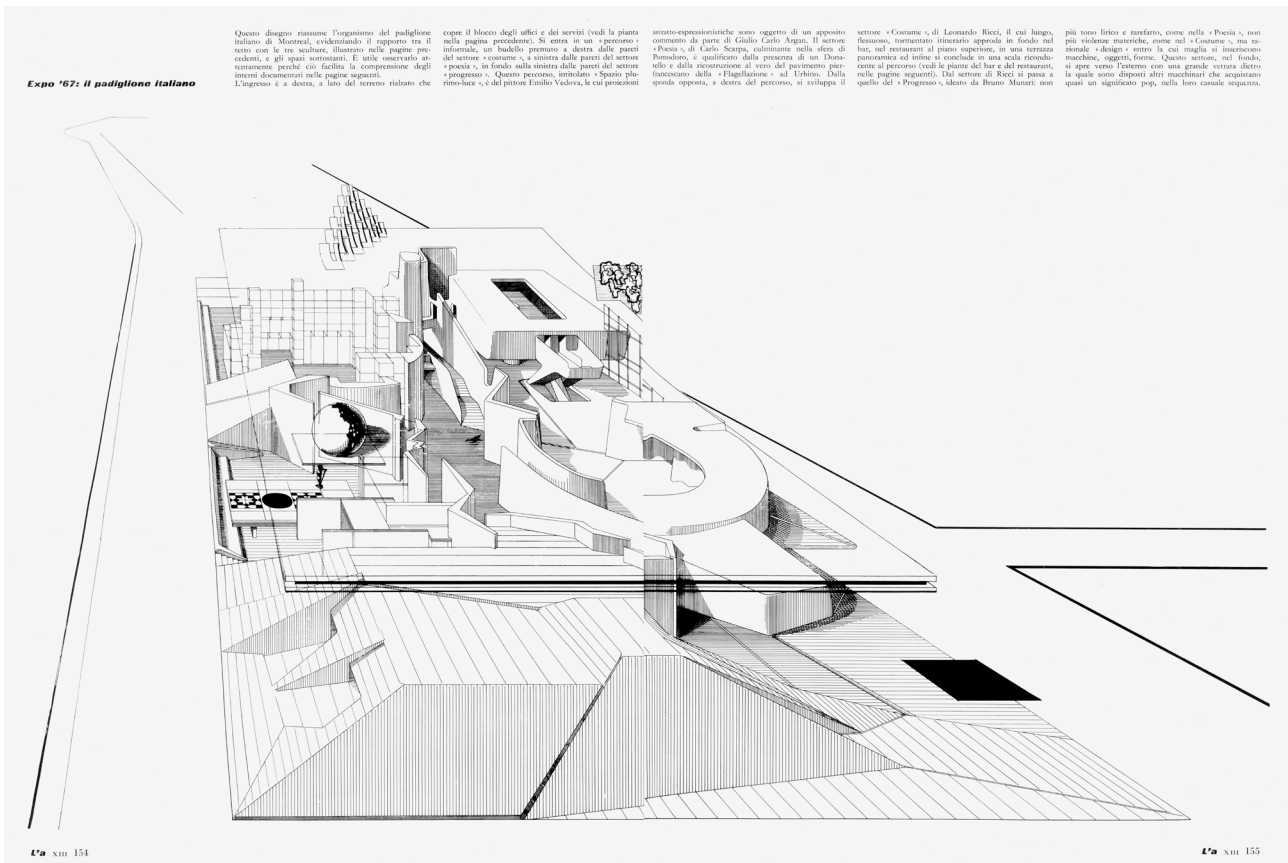 Expo '67: il padiglione italiano
Questo disegno riassume l'organismo del padiglione
italiano di Montreal, evidenziando il rapporto tra il
tetto con le tre sculture, illustrato nelle pagine pre-
cedenti, e gli spazi sottostanti. È utile osservarlo at-
tentamente perché ciò facilita la comprensione degli
interni documentati nelle pagine seguenti.
L'ingresso è a destra, a lato del terreno rialzato che
copre il blocco degli uffici e dei servizi (vedi la pianta
nella pagina precedente). Si entra in un « percorso »
informale, un budello premuto a destra dalle pareti
del settore « costume », a sinistra dalle pareti del settore
« poesia », in fondo sulla sinistra dalle pareti del settore
« progresso ». Questo percorso, intitolato « Spazio plu-
rimo-luce », è del pittore Emilio Vedova, le cui proiezioni
astratto-espressionistiche sono oggetto di un apposito
commento da parte di Giulio Carlo Argan. Il settore
« Poesia », di Carlo Scarpa, culminante nella sfera di
Pomodoro, è qualificato dalla presenza di un Dona-
tello e dalla ricostruzione al vero del pavimento pier-
francescano della « Flagellazione » ad Urbino. Dalla
sponda opposta, a destra del percorso, si sviluppa il
settore « Costume », di Leonardo Ricci, il cui lungo,
flessuoso, tormentato itinerario approda in fondo nel
bar, nel restaurant al piano superiore, in una terrazza
panoramica ed infine si conclude in una scala ricondu-
cente al percorso (vedi le piante del bar e del restaurant,
nelle pagine seguenti). Dal settore di Ricci si passa a
quello del « Progresso », ideato da Bruno Munari: non
più tono lirico e rarefatto, come nella « Poesia », non
più violenze materiche, come nel « Costume », ma ra-
zionale « design » entro la cui maglia si inseriscono
macchine, oggetti, forme. Questo settore, nel fondo,
si apre verso l'esterno con una grande vetrata dietro
la quale sono disposti altri macchinari che acquistano
quasi un significato pop, nella loro casuale sequenza.
L'a XIII 154
L'a XIII 155